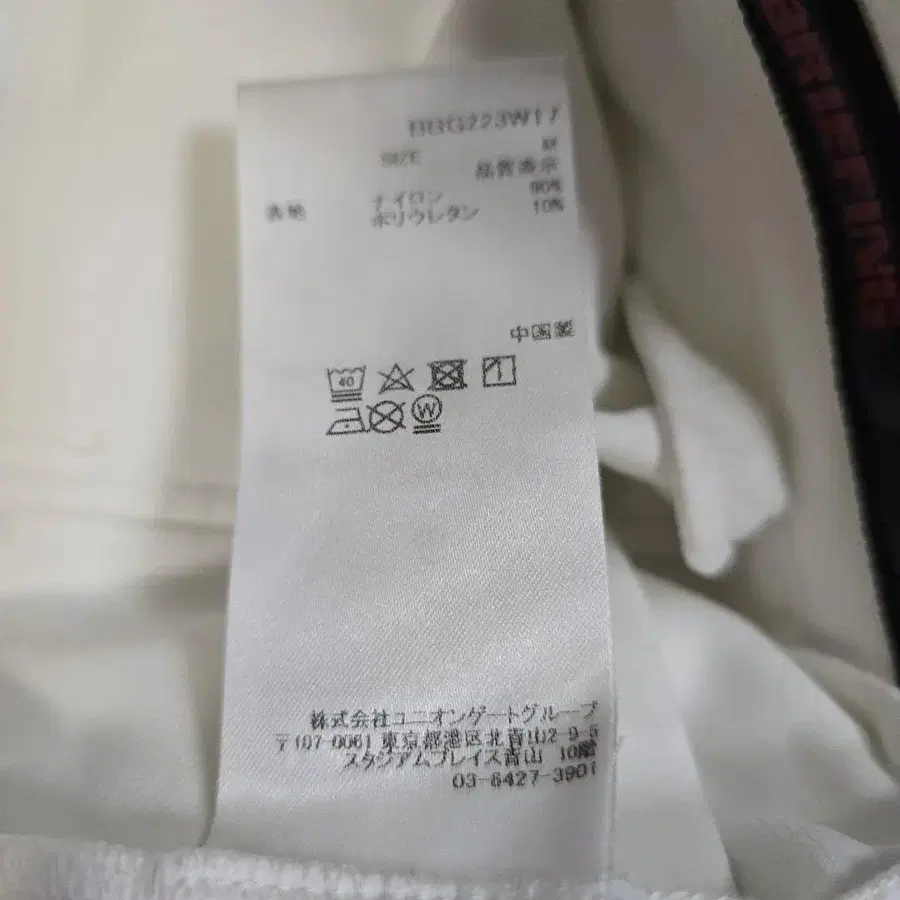 BRIEFING
BBG223W17
SIZE M
品質表示
表地 ナイロン 90%
ポリウレタン 10%
中国製
40
W
株式会社ユニオンゲートグループ
〒107-0061 東京都港区北青山2-9-5
スタジアムプレイス青山 10階
03-6427-3901